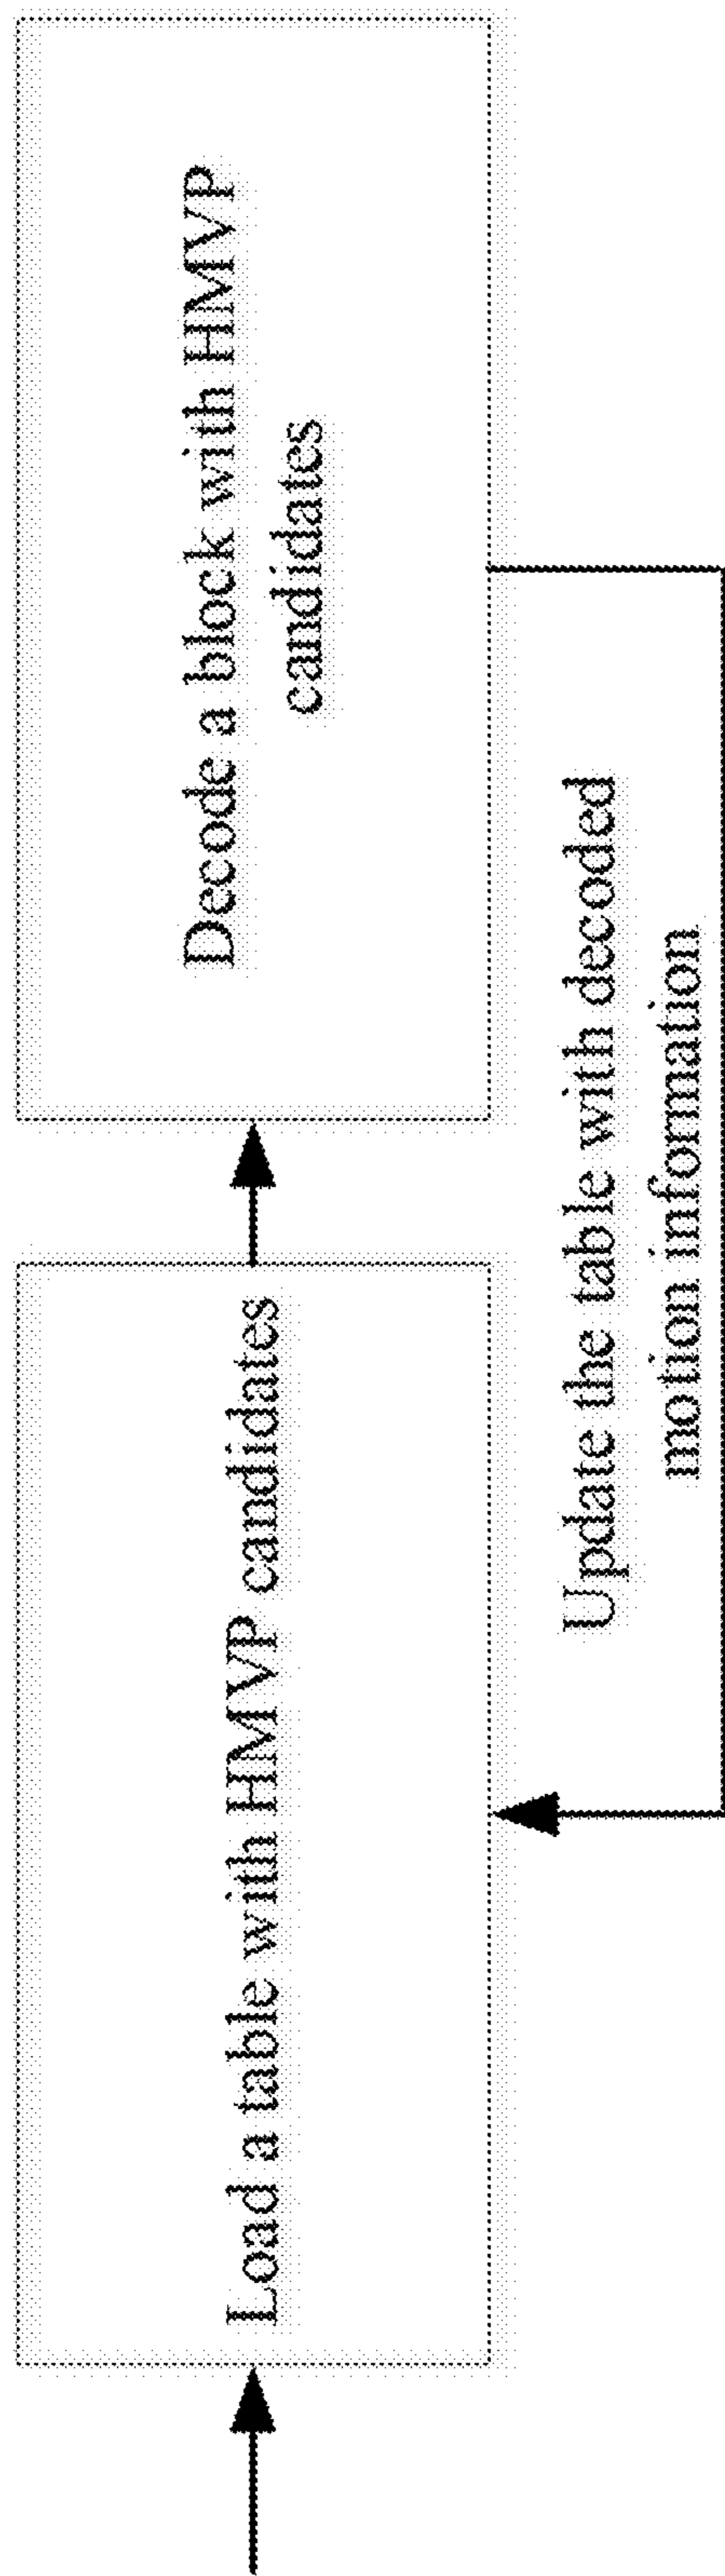 Load a table with HMVP candidates
Decode a block with HMVP
candidates
Update the table with decoded
motion information